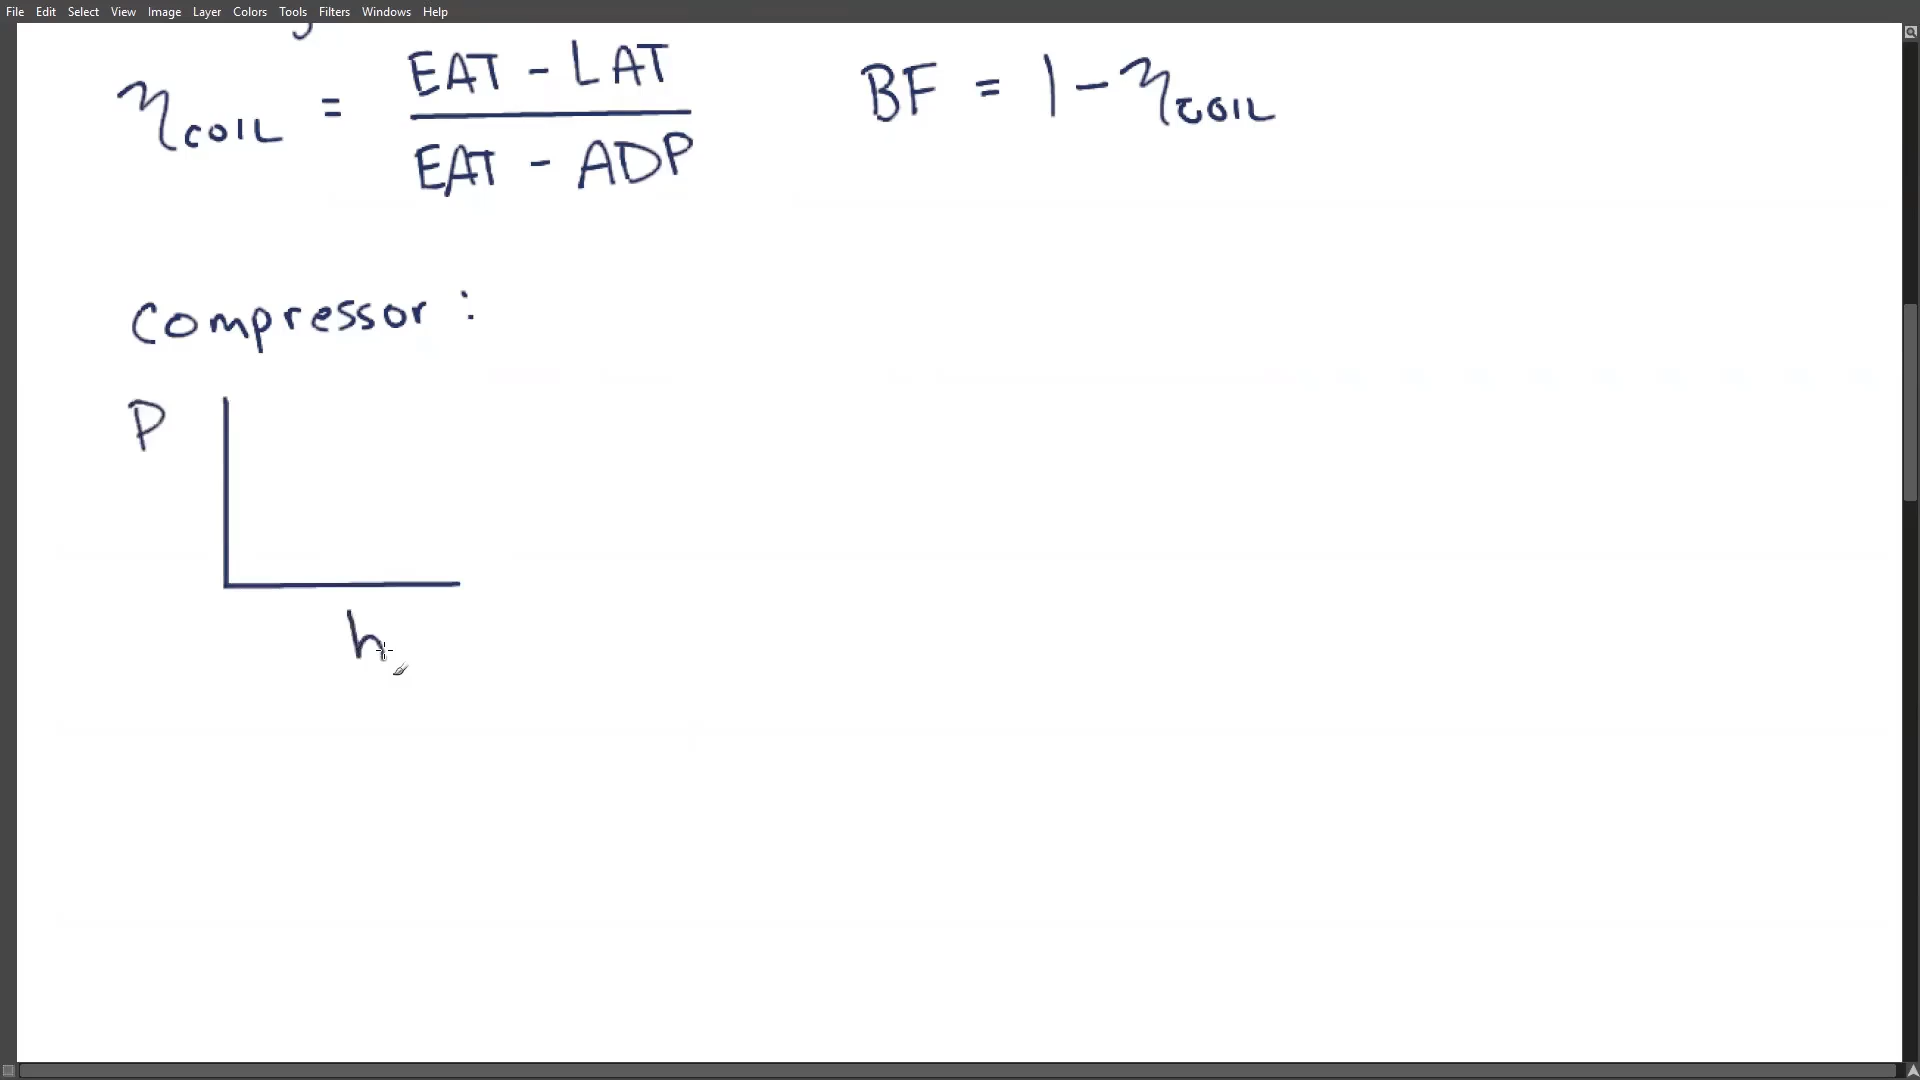 File Edit Select View Image Layer Colors Tools Filters Windows Help
η_COIL = (EAT - LAT) / (EAT - ADP)
BF = 1 - η_COIL
Compressor :
P
h